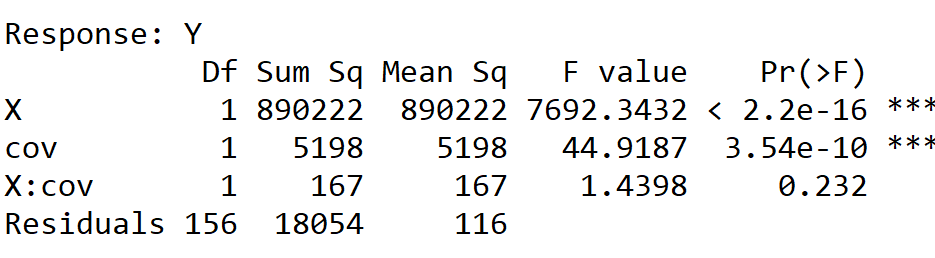 Response: Y
           Df Sum Sq Mean Sq   F value    Pr(>F)
X           1 890222  890222 7692.3432 < 2.2e-16 ***
cov         1   5198    5198   44.9187  3.54e-10 ***
X:cov       1    167     167    1.4398     0.232
Residuals 156  18054     116